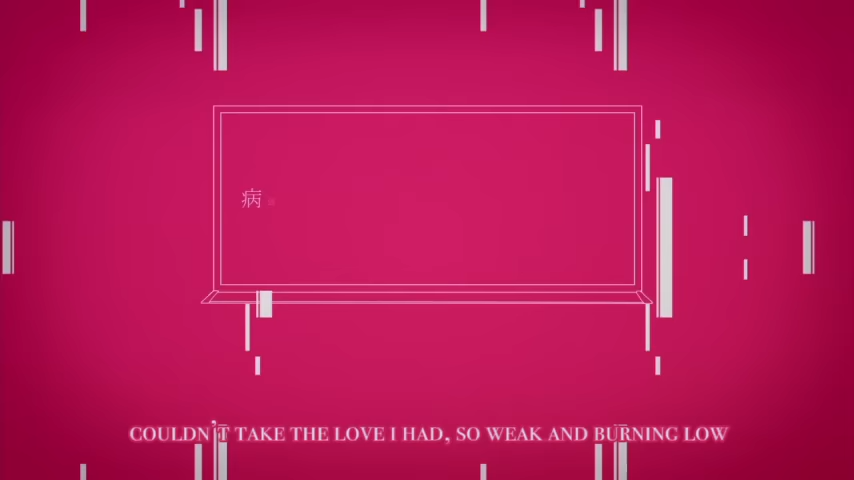 病
COULDN'T TAKE THE LOVE I HAD, SO WEAK AND BURNING LOW